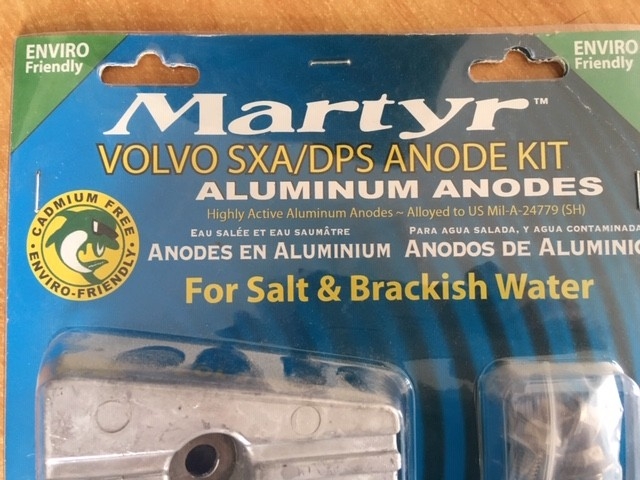 ENVIRO
Friendly
ENVIRO
Friendly
Martyr™
VOLVO SXA/DPS ANODE KIT
ALUMINUM ANODES
Highly Active Aluminum Anodes ~ Alloyed to US Mil-A-24779 (SH)
CADMIUM FREE
ENVIRO-FRIENDLY
EAU SALÉE ET EAU SAUMÂTRE
ANODES EN ALUMINIUM
PARA AGUA SALADA, Y AGUA CONTAMINADA
ANODOS DE ALUMINIO
For Salt & Brackish Water